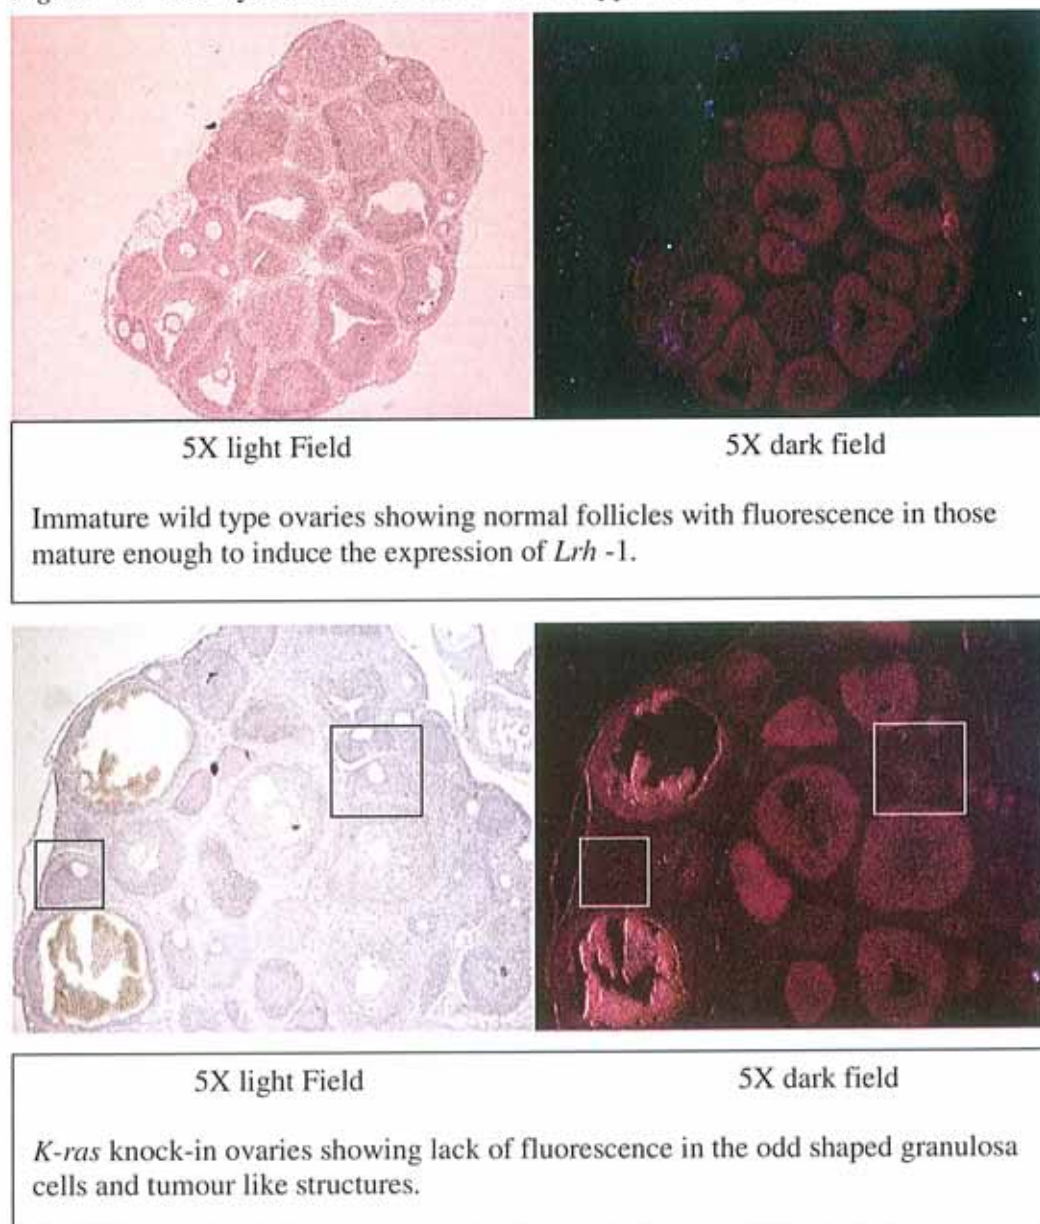 5X light Field
5X dark field
Immature wild type ovaries showing normal follicles with fluorescence in those
mature enough to induce the expression of Lrh -1.
5X light Field
5X dark field
K-ras knock-in ovaries showing lack of fluorescence in the odd shaped granulosa
cells and tumour like structures.